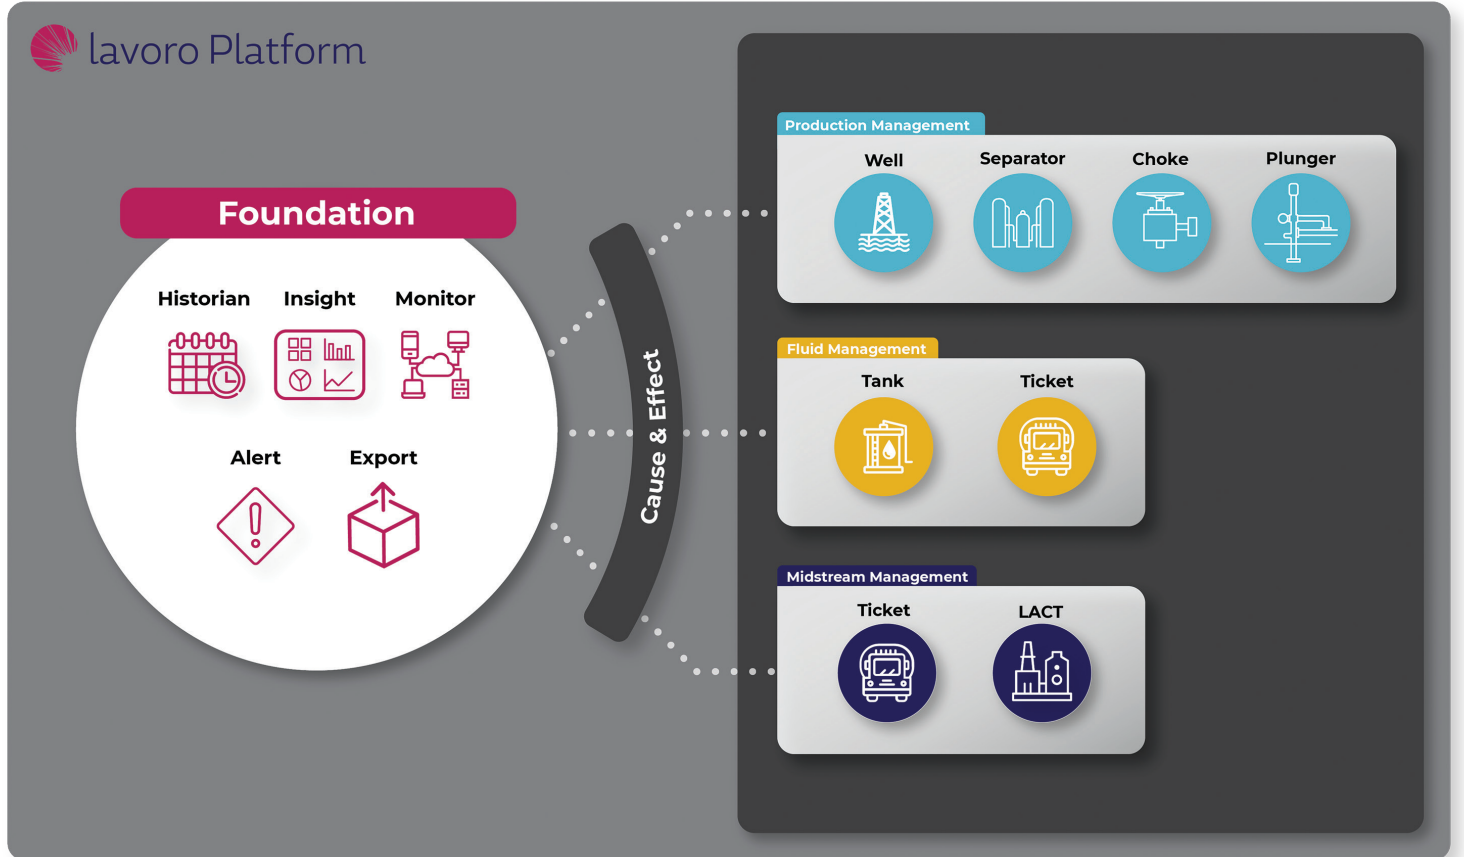 lavoro Platform
Foundation
Historian
Insight
Monitor
Alert
Export
Cause & Effect
Production Management
Well
Separator
Choke
Plunger
Fluid Management
Tank
Ticket
Midstream Management
Ticket
LACT